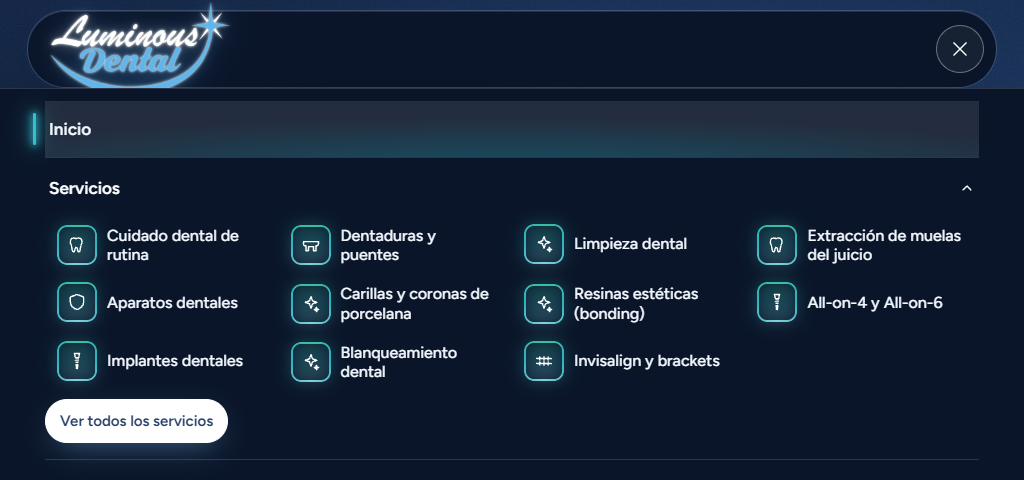 Luminous
Dental
Inicio
Servicios
Cuidado dental de
rutina
Dentaduras y
puentes
Limpieza dental
Extracción de muelas
del juicio
Aparatos dentales
Carillas y coronas de
porcelana
Resinas estéticas
(bonding)
All-on-4 y All-on-6
Implantes dentales
Blanqueamiento
dental
Invisalign y brackets
Ver todos los servicios